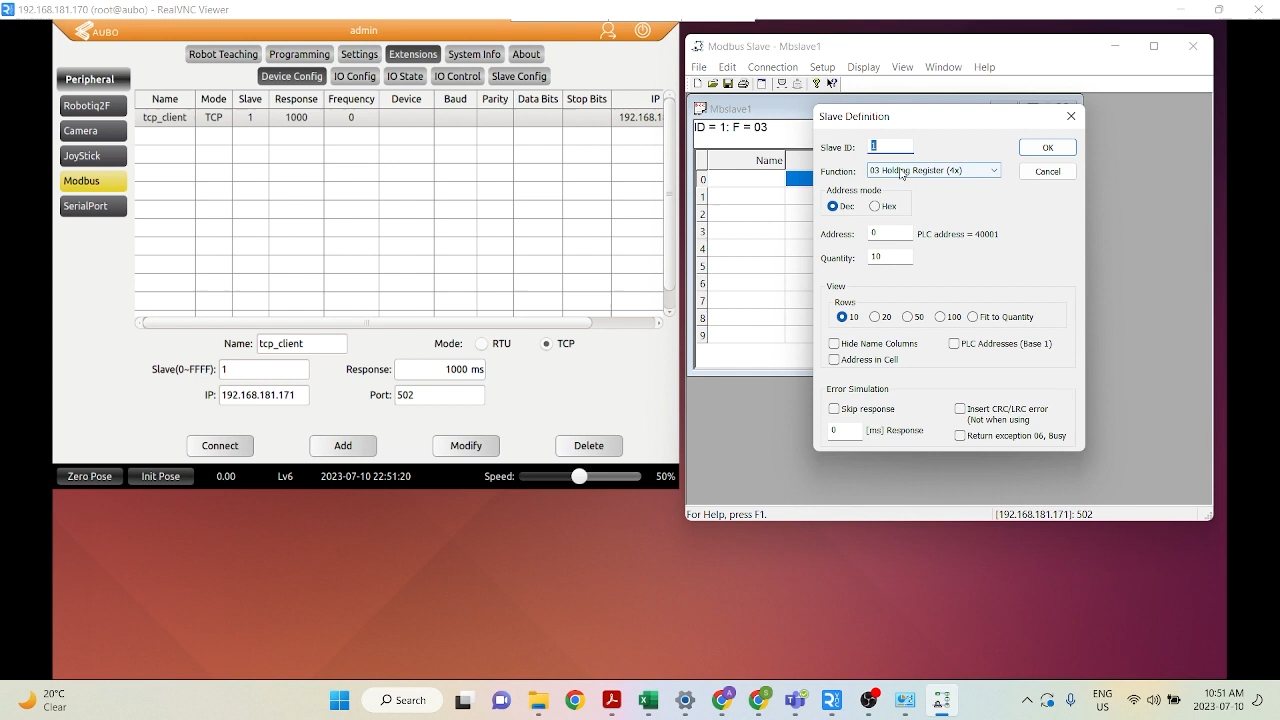 192.168.181.170 (root@aubo) - RealVNC Viewer
AUBO
admin
Robot Teaching
Programming
Settings
Extensions
System Info
About
Peripheral
Device Config
IO Config
IO State
IO Control
Slave Config
Robotiq2F
Camera
JoyStick
Modbus
SerialPort
Name Mode Slave Response Frequency Device Baud Parity Data Bits Stop Bits IP
tcp_client TCP 1 1000 0 192.168.1
Name: tcp_client Mode: RTU TCP
Slave(0~FFFF): 1 Response: 1000 ms
IP: 192.168.181.171 Port: 502
Connect
Add
Modify
Delete
Zero Pose
Init Pose
0.00
Lv6
2023-07-10 22:51:20
Speed: 50%
Modbus Slave - Mbslave1
File Edit Connection Setup Display View Window Help
Mbslave1
ID = 1: F = 03
Name
0
1
2
3
4
5
6
7
8
9
Slave Definition
Slave ID: 1
OK
Function: 03 Holding Register (4x)
Cancel
Address mode
Dec Hex
Address: 0 PLC address = 40001
Quantity: 10
View
Rows
10 20 50 100 Fit to Quantity
Hide Name Columns PLC Addresses (Base 1)
Address in Cell
Error Simulation
Skip response Insert CRC/LRC error
(Not when using
0 [ms] Response Return exception 06, Busy
For Help, press F1.
[192.168.181.171]: 502
20°C
Clear
Search
ENG
US
10:51 AM
2023-07-10